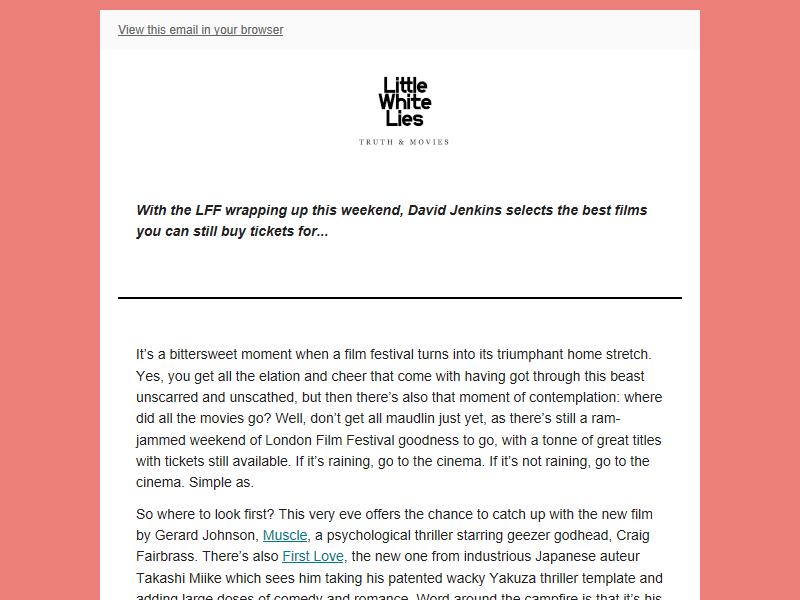 View this email in your browser
Little
White
Lies
TRUTH & MOVIES
With the LFF wrapping up this weekend, David Jenkins selects the best films
you can still buy tickets for...
It’s a bittersweet moment when a film festival turns into its triumphant home stretch.
Yes, you get all the elation and cheer that come with having got through this beast
unscarred and unscathed, but then there’s also that moment of contemplation: where
did all the movies go? Well, don’t get all maudlin just yet, as there’s still a ram-
jammed weekend of London Film Festival goodness to go, with a tonne of great titles
with tickets still available. If it’s raining, go to the cinema. If it’s not raining, go to the
cinema. Simple as.
So where to look first? This very eve offers the chance to catch up with the new film
by Gerard Johnson, Muscle, a psychological thriller starring geezer godhead, Craig
Fairbrass. There’s also First Love, the new one from industrious Japanese auteur
Takashi Miike which sees him taking his patented wacky Yakuza thriller template and
adding large doses of comedy and romance. Word around the campfire is that it’s his